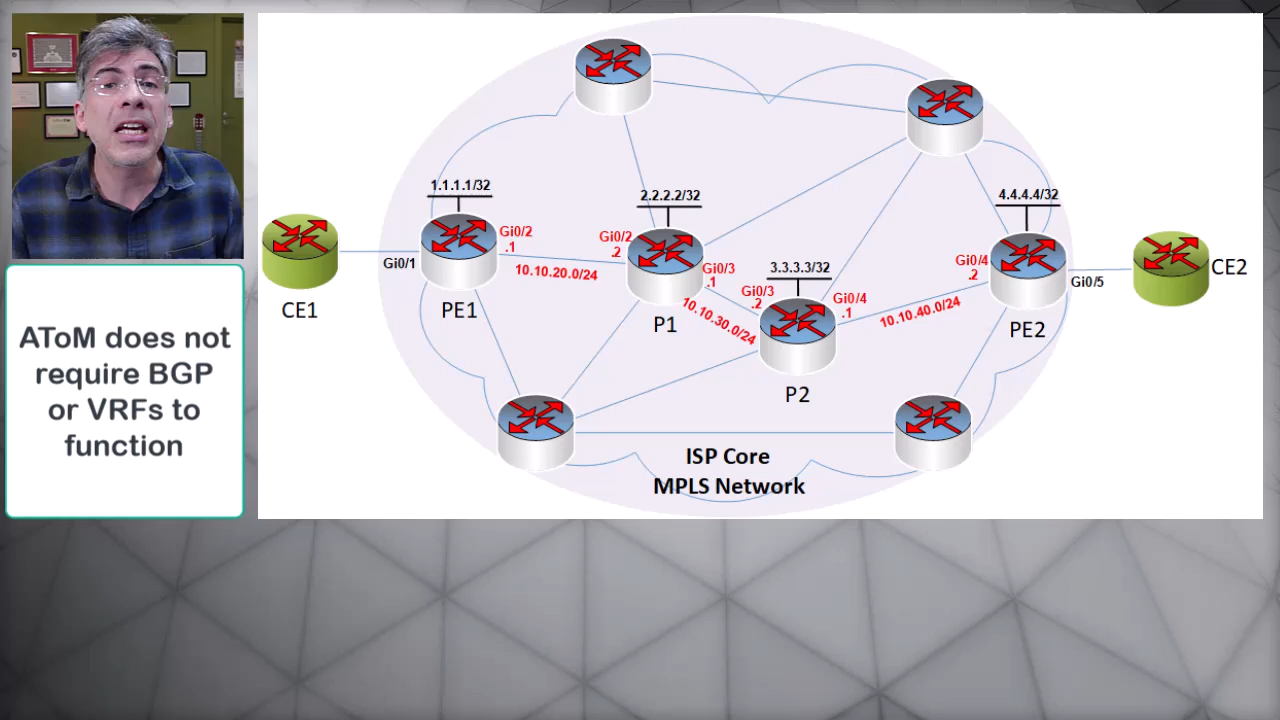 AToM does not
require BGP
or VRFs to
function
1.1.1.1/32
2.2.2.2/32
3.3.3.3/32
4.4.4.4/32
Gi0/1
Gi0/2
.1
10.10.20.0/24
Gi0/2
.2
Gi0/3
.1
10.10.30.0/24
Gi0/3
.2
Gi0/4
.1
10.10.40.0/24
Gi0/4
.2
Gi0/5
CE1
PE1
P1
P2
PE2
CE2
ISP Core
MPLS Network